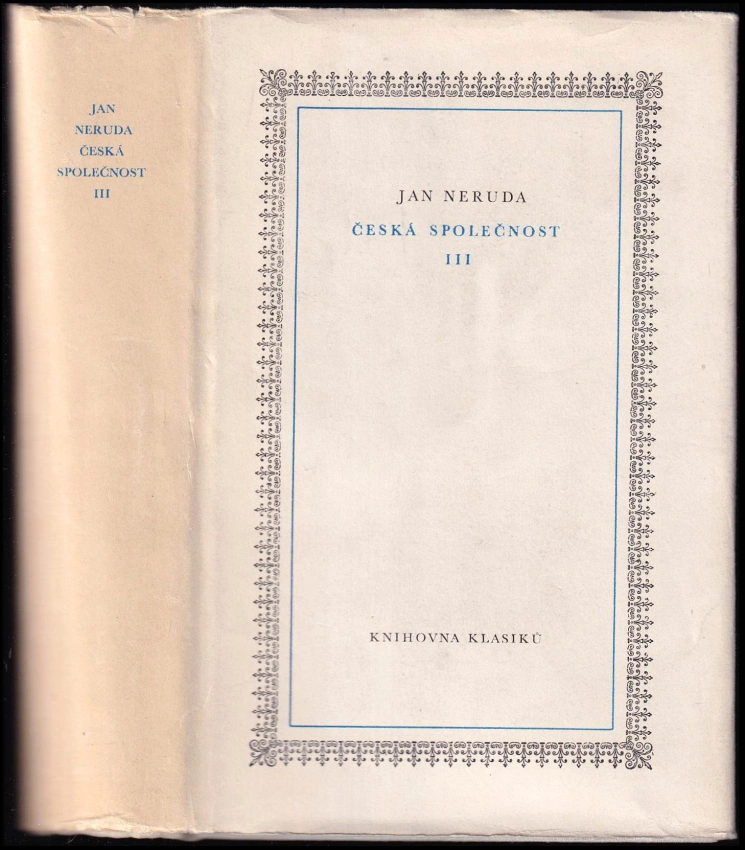 JAN
NERUDA
ČESKÁ
SPOLEČNOST
III
JAN NERUDA
ČESKÁ SPOLEČNOST
III
KNIHOVNA KLASIKŮ